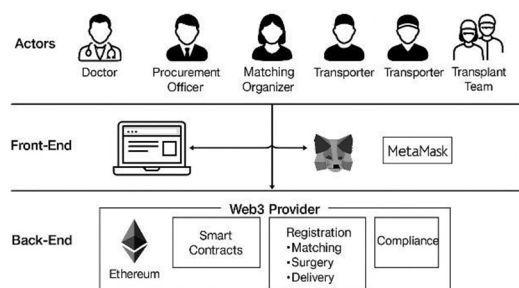 Actors
Doctor
Procurement
Officer
Matching
Organizer
Transporter
Transporter
Transplant
Team
Front-End
MetaMask
Web3 Provider
Back-End
Ethereum
Smart
Contracts
Registration
•Matching
•Surgery
•Delivery
Compliance